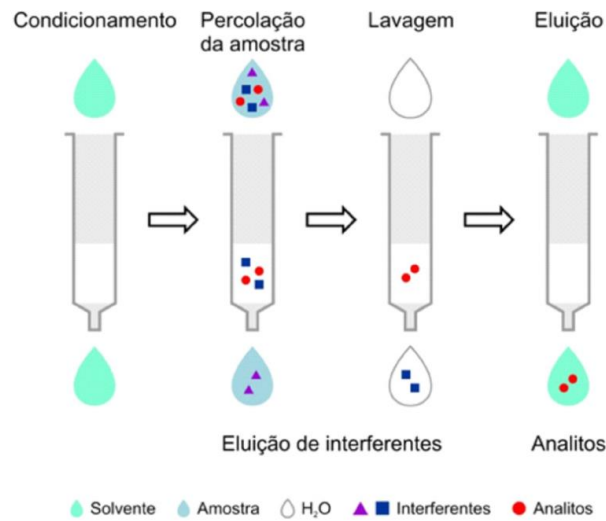 Condicionamento
Percolação
da amostra
Lavagem
Eluição
Eluição de interferentes
Analitos
Solvente
Amostra
H₂O
Interferentes
Analitos